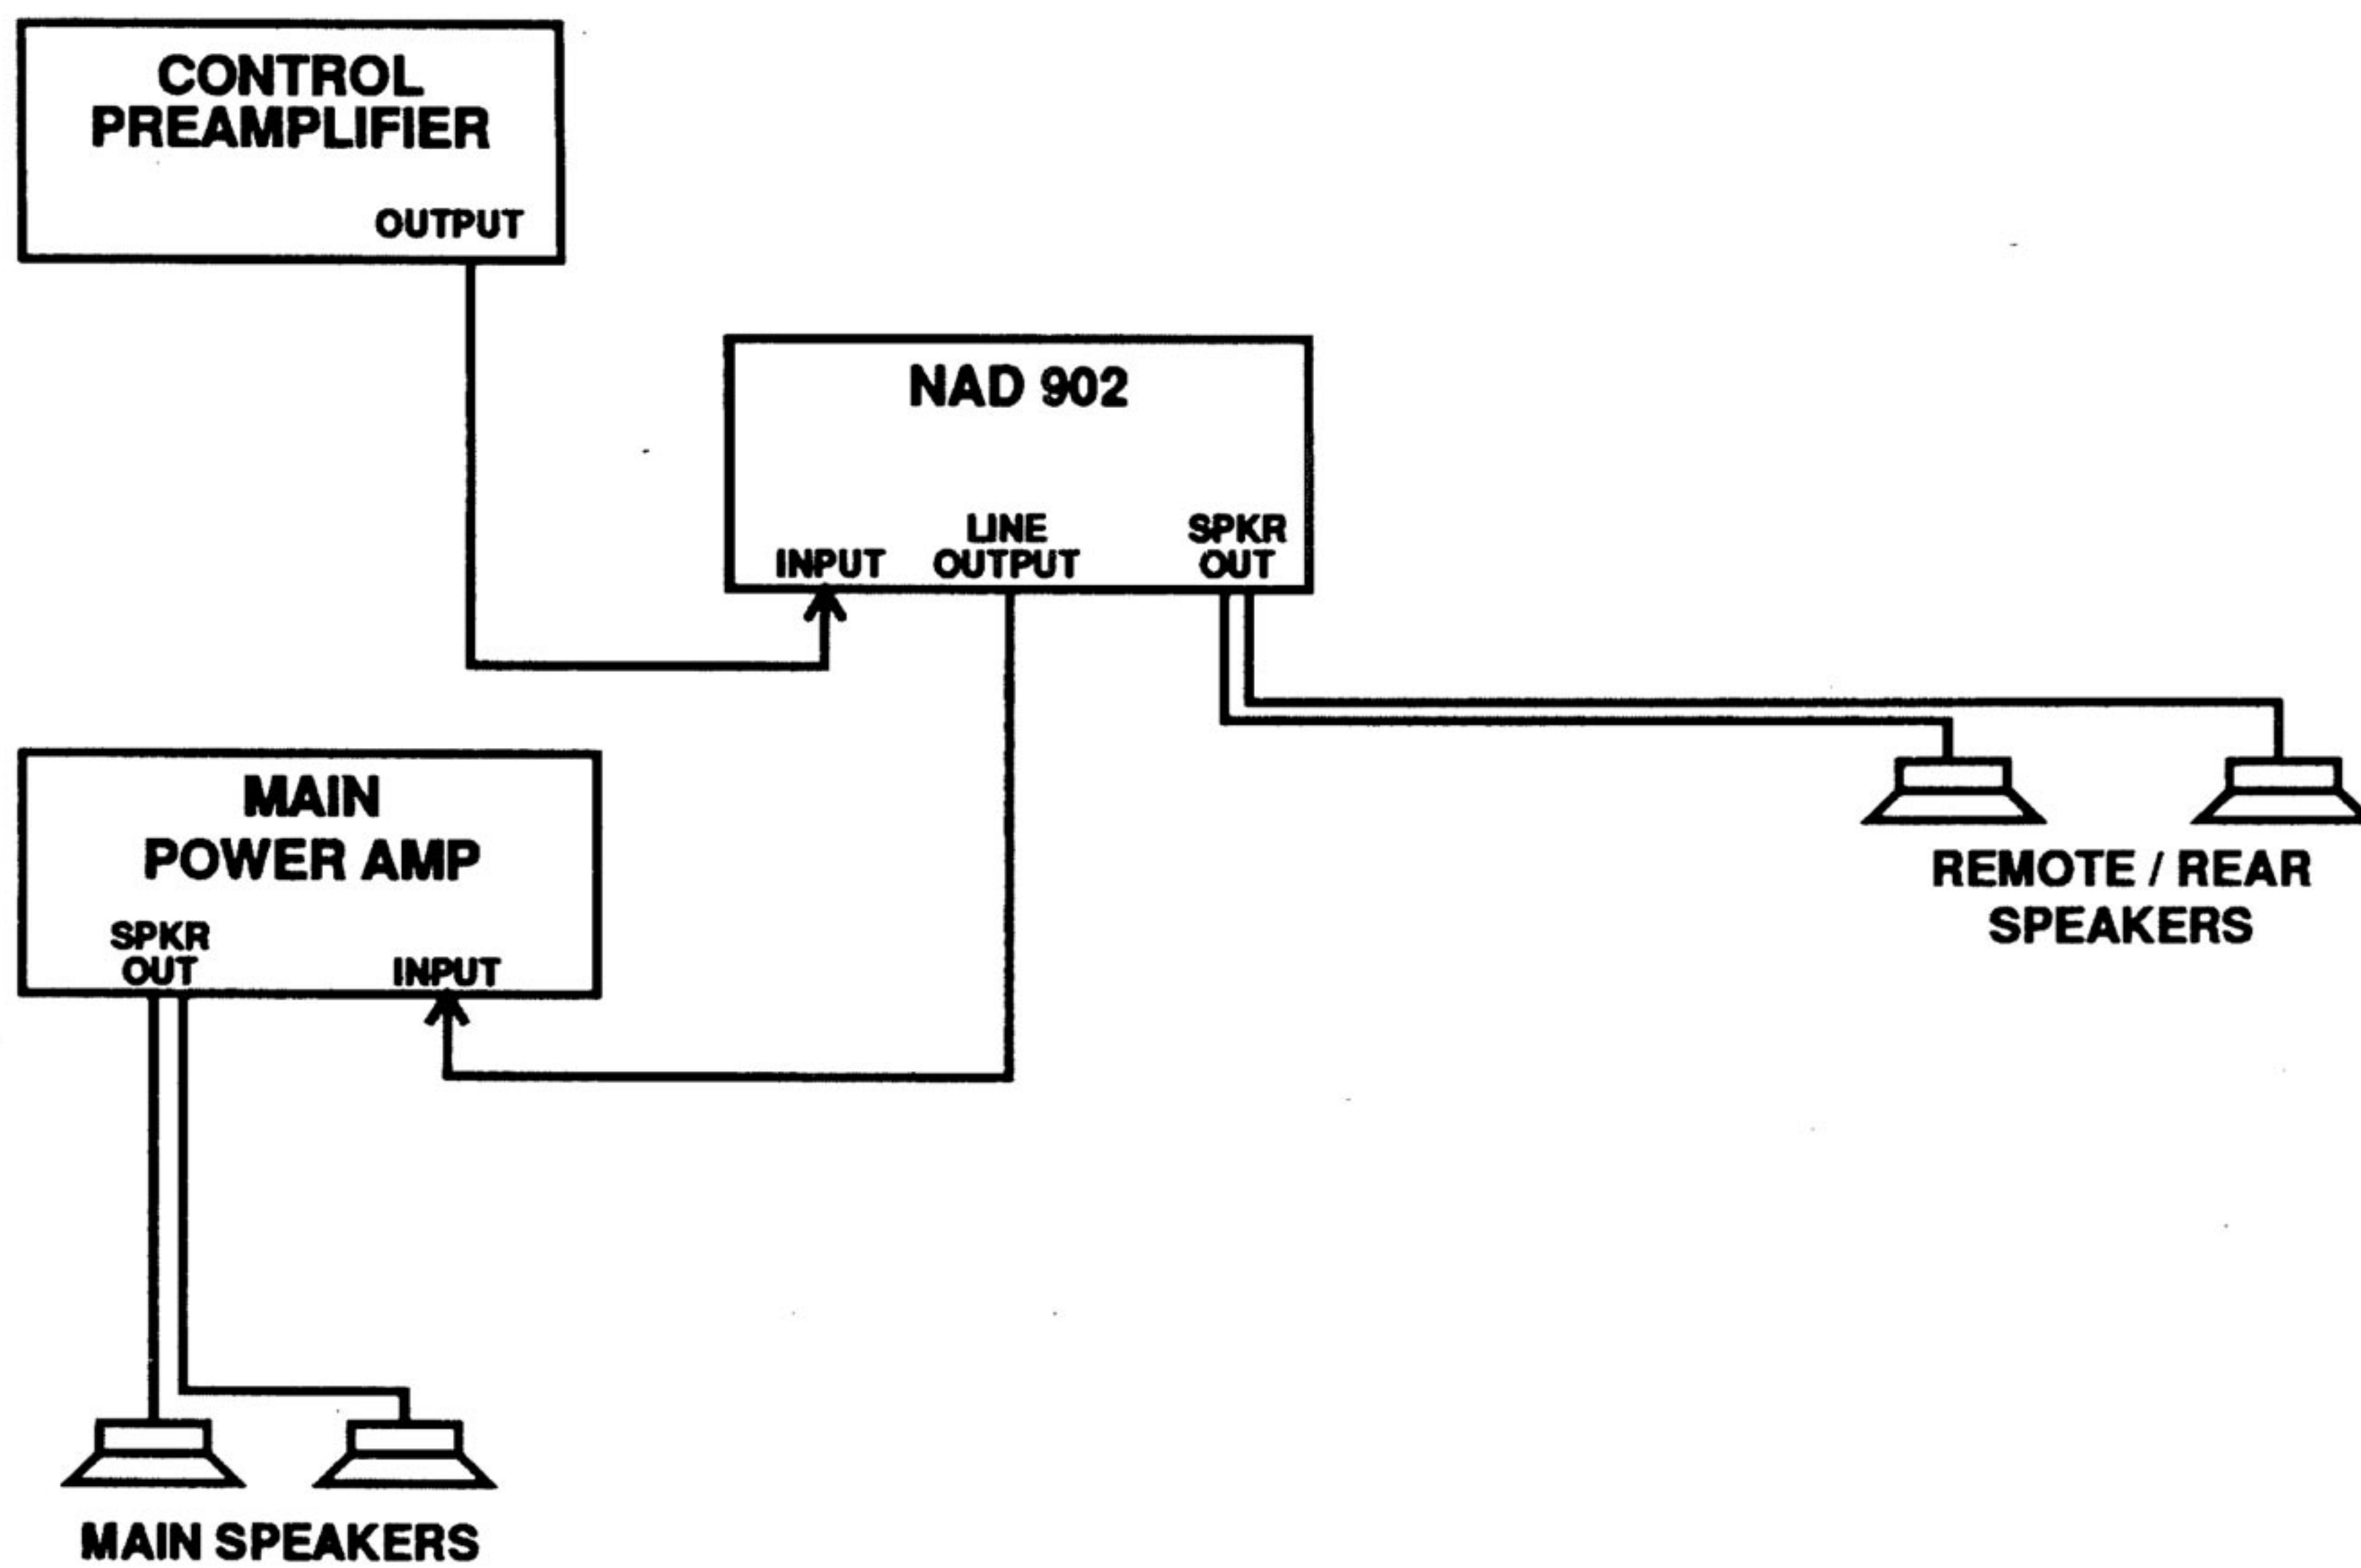 CONTROL
PREAMPLIFIER
OUTPUT
NAD 902
INPUT
LINE
OUTPUT
SPKR
OUT
MAIN
POWER AMP
SPKR
OUT
INPUT
REMOTE / REAR
SPEAKERS
MAIN SPEAKERS